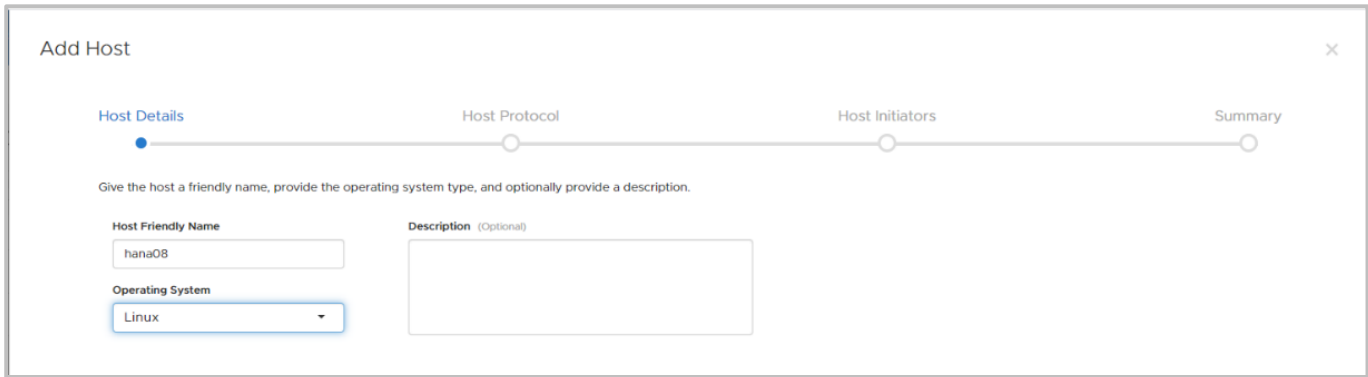 Add Host
×
Host Details Host Protocol Host Initiators Summary
Give the host a friendly name, provide the operating system type, and optionally provide a description.
Host Friendly Name Description (Optional)
hana08
Operating System
Linux